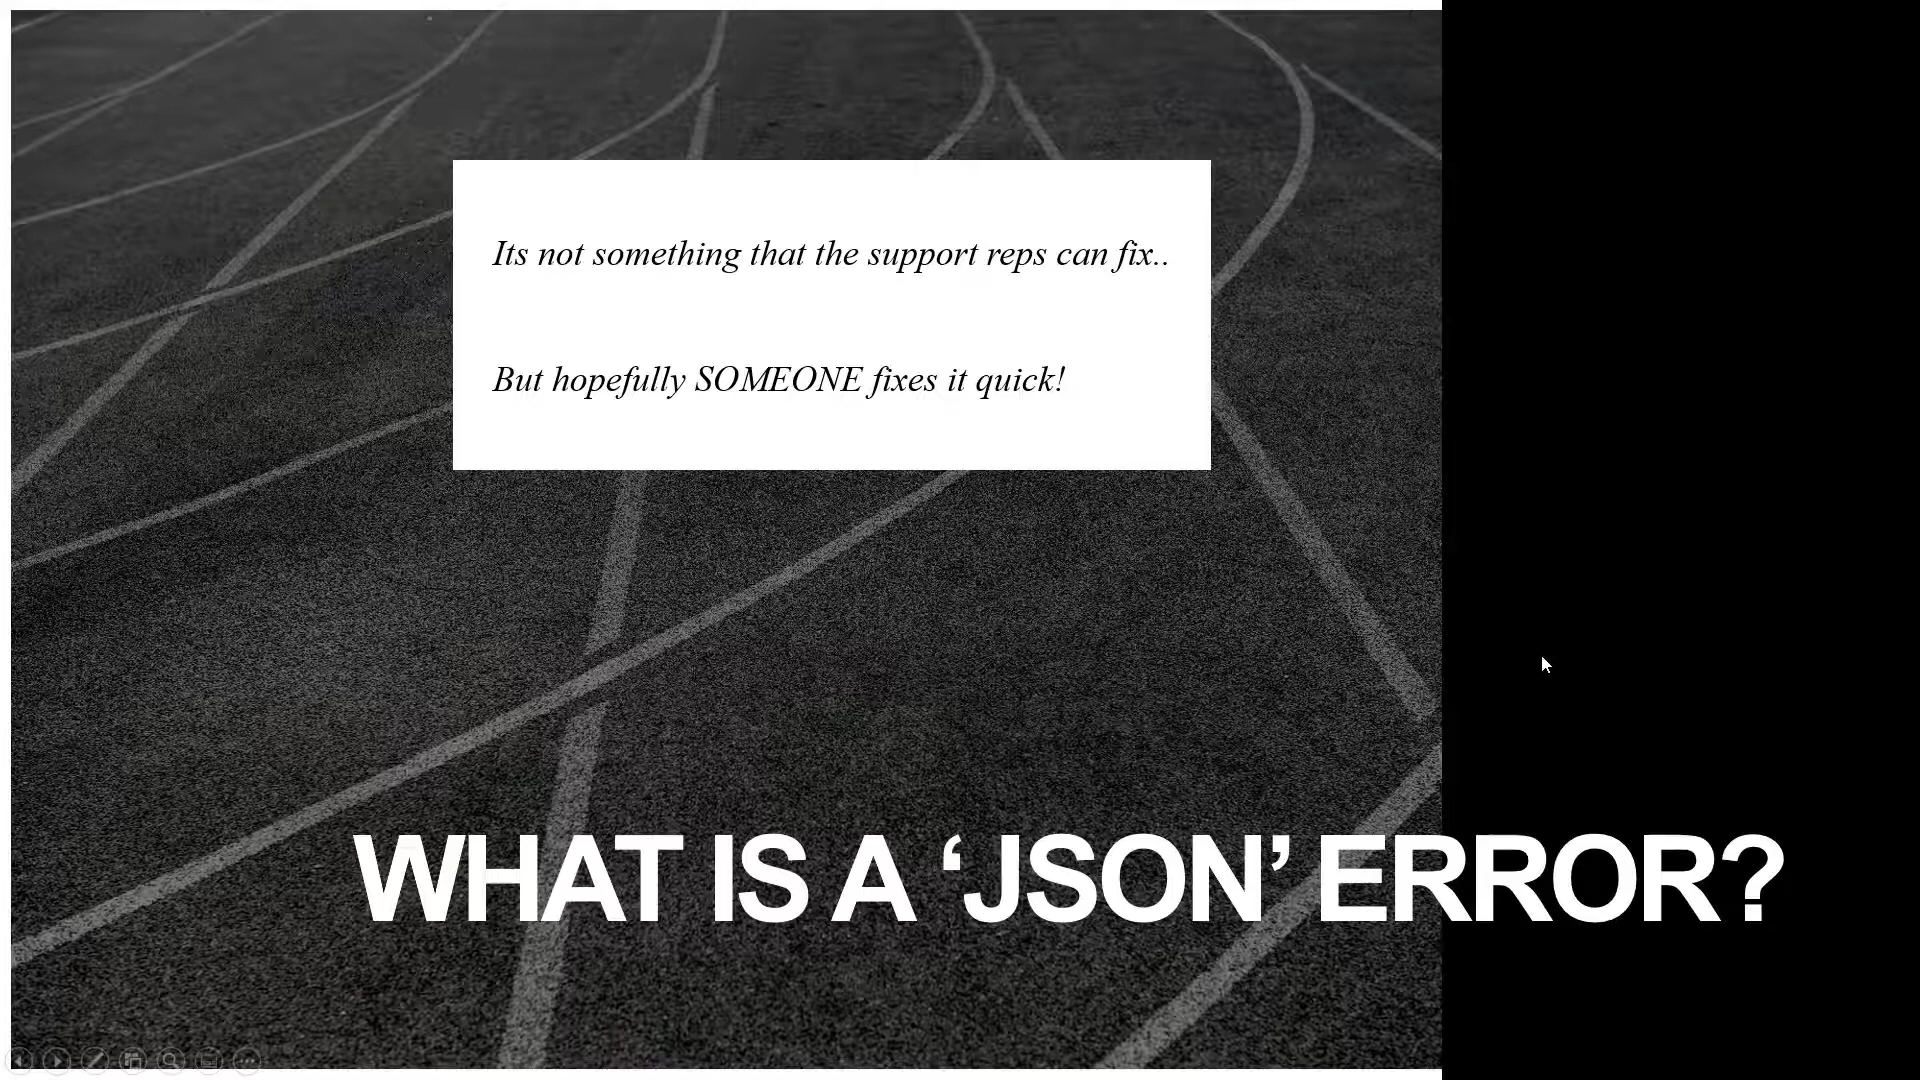 Its not something that the support reps can fix..
But hopefully SOMEONE fixes it quick!
WHAT IS A ‘JSON’ ERROR?